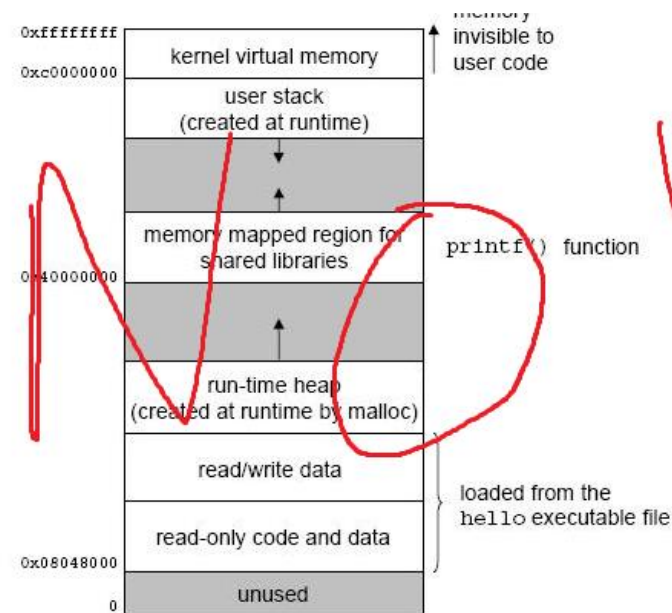 0xffffffff
memory
invisible to
user code
kernel virtual memory
0xc0000000
user stack
(created at runtime)
memory mapped region for
shared libraries
printf() function
0x40000000
run-time heap
(created at runtime by malloc)
read/write data
loaded from the
hello executable file
read-only code and data
0x08048000
unused
0
NO